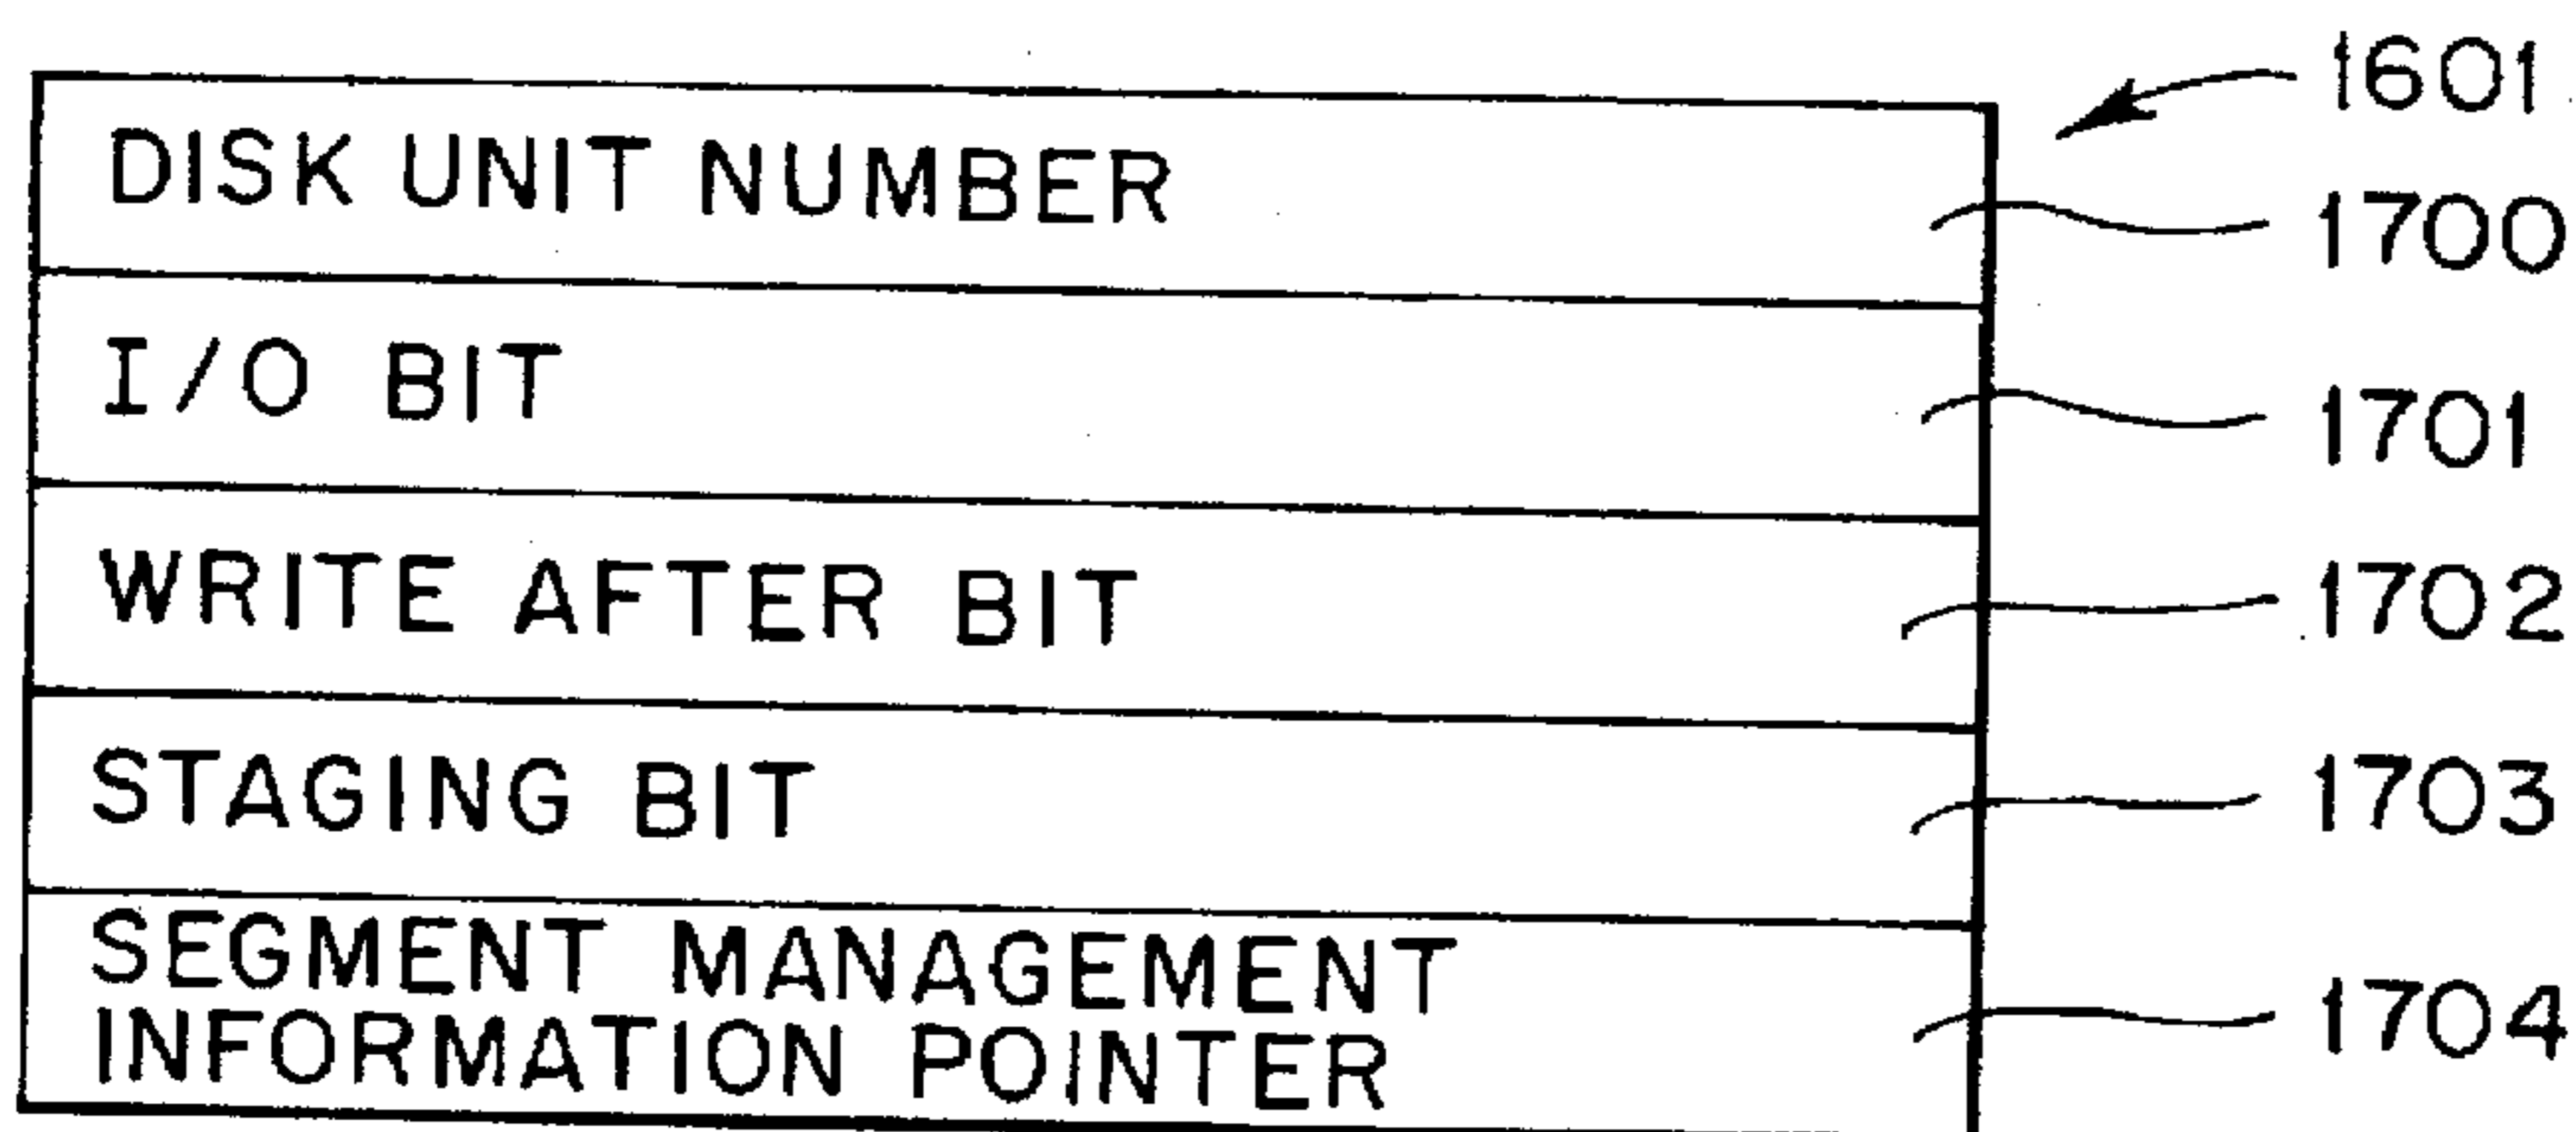 1601
DISK UNIT NUMBER 1700
I/O BIT 1701
WRITE AFTER BIT 1702
STAGING BIT 1703
SEGMENT MANAGEMENT
INFORMATION POINTER 1704